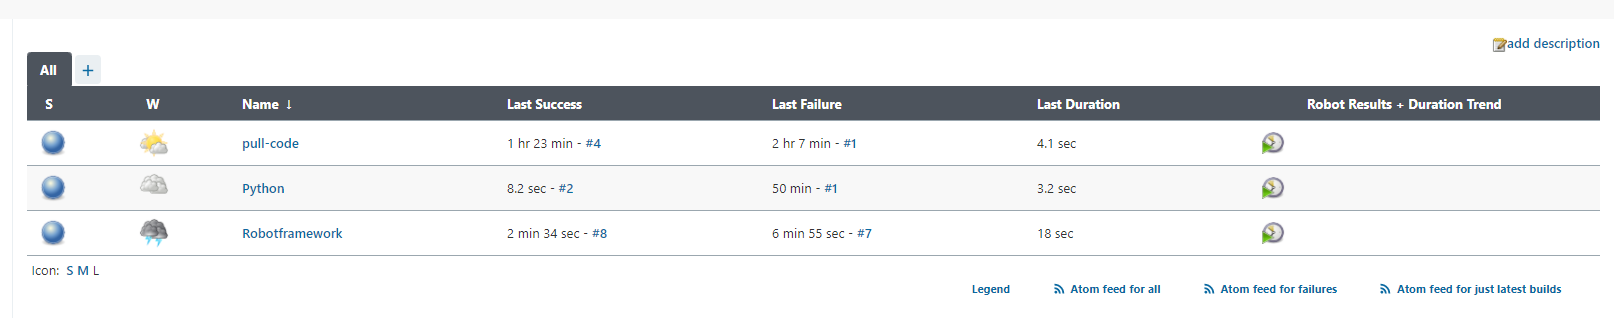 add description
All +
S W Name ↓ Last Success Last Failure Last Duration Robot Results + Duration Trend
pull-code 1 hr 23 min - #4 2 hr 7 min - #1 4.1 sec
Python 8.2 sec - #2 50 min - #1 3.2 sec
Robotframework 2 min 34 sec - #8 6 min 55 sec - #7 18 sec
Icon: S M L
Legend Atom feed for all Atom feed for failures Atom feed for just latest builds